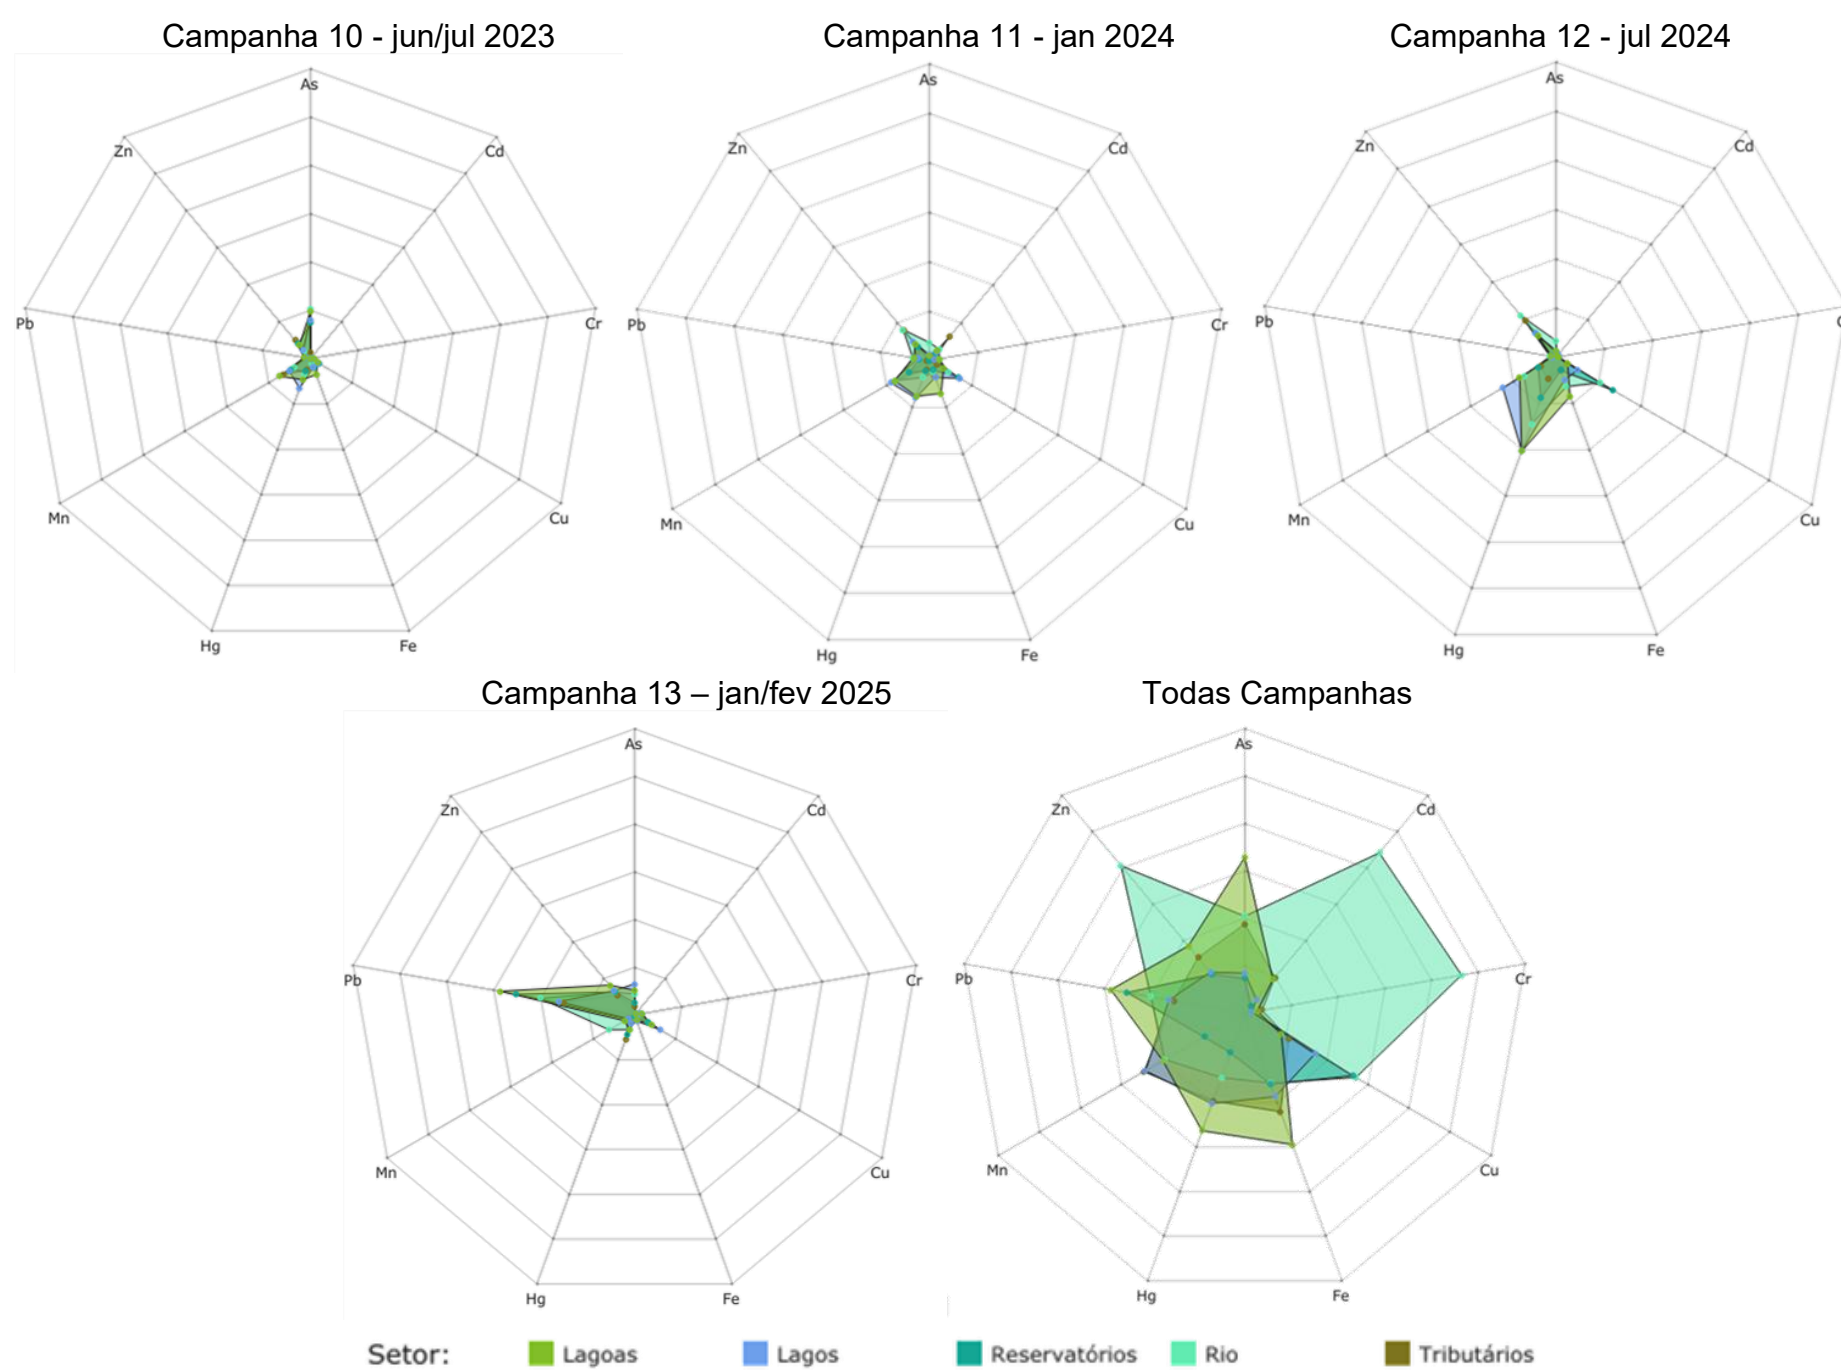 Campanha 10 - jun/jul 2023
Campanha 11 - jan 2024
Campanha 12 - jul 2024
As
As
As
Zn
Cd
Zn
Cd
Zn
Cd
Pb
Cr
Pb
Cr
Pb
Mn
Cu
Mn
Cu
Mn
Cu
Hg
Fe
Hg
Fe
Hg
Fe
Campanha 13 – jan/fev 2025
Todas Campanhas
As
As
Zn
Cd
Zn
Cd
Pb
Cr
Pb
Cr
Mn
Cu
Mn
Cu
Hg
Fe
Hg
Fe
Setor: Lagoas Lagos Reservatórios Rio Tributários